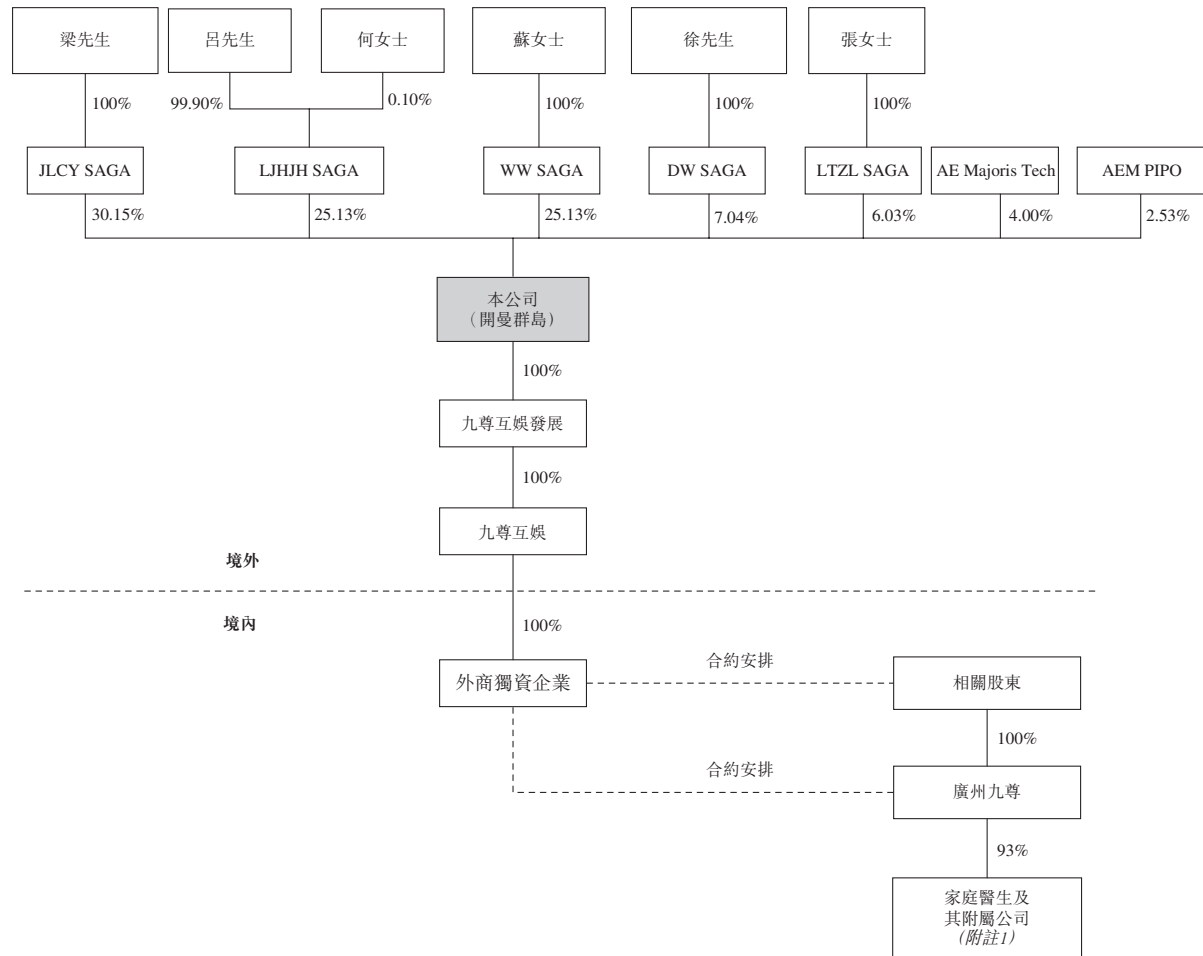 梁先生
呂先生
何女士
蘇女士
徐先生
張女士
100%
99.90%
0.10%
100%
100%
100%
JLCY SAGA
LJHJH SAGA
WW SAGA
DW SAGA
LTZL SAGA
AE Majoris Tech
AEM PIPO
30.15%
25.13%
25.13%
7.04%
6.03%
4.00%
2.53%
本公司
（開曼群島）
100%
九尊互娛發展
100%
九尊互娛
境外
境內
100%
外商獨資企業
合約安排
相關股東
100%
合約安排
廣州九尊
93%
家庭醫生及
其附屬公司
(附註1)